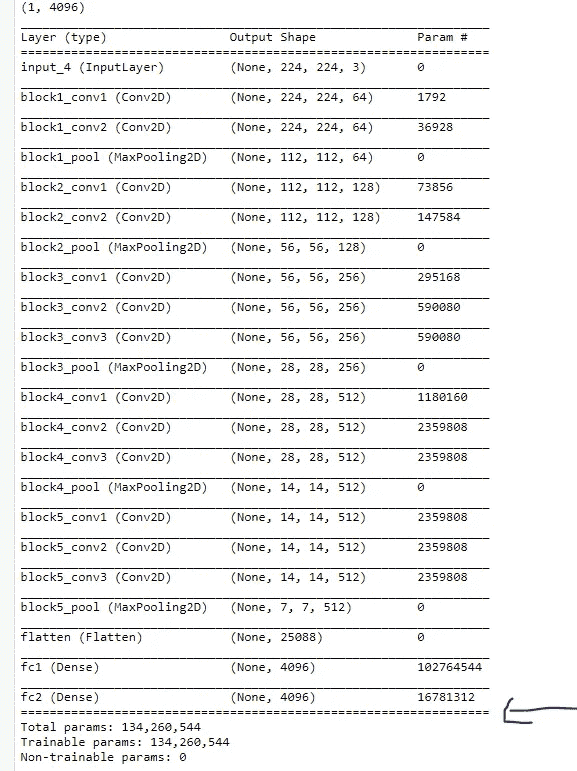 (1, 4096)
Layer (type) Output Shape Param #
input_4 (InputLayer) (None, 224, 224, 3) 0
block1_conv1 (Conv2D) (None, 224, 224, 64) 1792
block1_conv2 (Conv2D) (None, 224, 224, 64) 36928
block1_pool (MaxPooling2D) (None, 112, 112, 64) 0
block2_conv1 (Conv2D) (None, 112, 112, 128) 73856
block2_conv2 (Conv2D) (None, 112, 112, 128) 147584
block2_pool (MaxPooling2D) (None, 56, 56, 128) 0
block3_conv1 (Conv2D) (None, 56, 56, 256) 295168
block3_conv2 (Conv2D) (None, 56, 56, 256) 590080
block3_conv3 (Conv2D) (None, 56, 56, 256) 590080
block3_pool (MaxPooling2D) (None, 28, 28, 256) 0
block4_conv1 (Conv2D) (None, 28, 28, 512) 1180160
block4_conv2 (Conv2D) (None, 28, 28, 512) 2359808
block4_conv3 (Conv2D) (None, 28, 28, 512) 2359808
block4_pool (MaxPooling2D) (None, 14, 14, 512) 0
block5_conv1 (Conv2D) (None, 14, 14, 512) 2359808
block5_conv2 (Conv2D) (None, 14, 14, 512) 2359808
block5_conv3 (Conv2D) (None, 14, 14, 512) 2359808
block5_pool (MaxPooling2D) (None, 7, 7, 512) 0
flatten (Flatten) (None, 25088) 0
fc1 (Dense) (None, 4096) 102764544
fc2 (Dense) (None, 4096) 16781312
Total params: 134,260,544
Trainable params: 134,260,544
Non-trainable params: 0